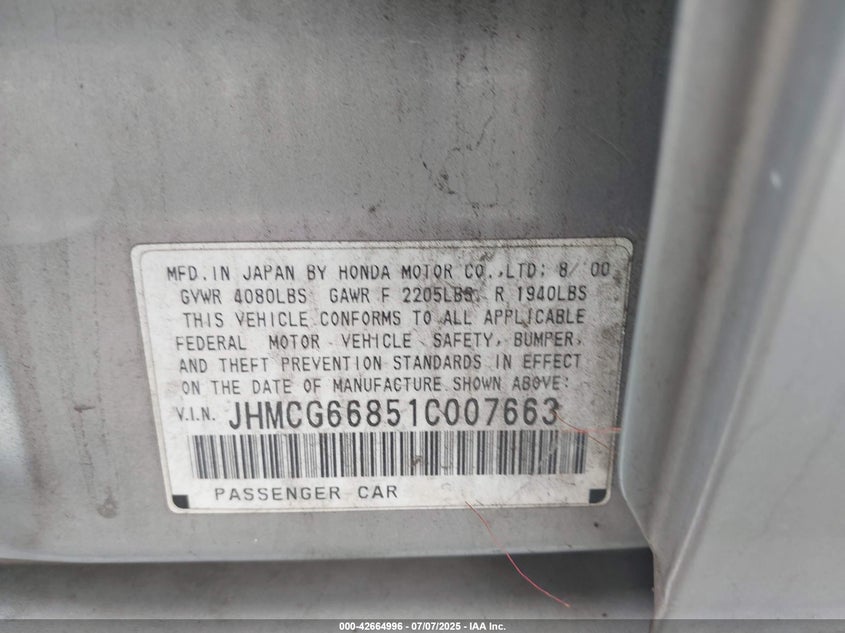 MFD. IN JAPAN BY HONDA MOTOR CO., LTD: 8/ 00
GVWR 4080LBS GAWR F 2205LBS. R 1940LBS
THIS VEHICLE CONFORMS TO ALL APPLICABLE
FEDERAL MOTOR VEHICLE SAFETY, BUMPER,
AND THEFT PREVENTION STANDARDS IN EFFECT
ON THE DATE OF MANUFACTURE SHOWN ABOVE:
V.I.N. JHMCG66851C007663
PASSENGER CAR
000-42664996 - 07/07/2025 - IAA Inc.